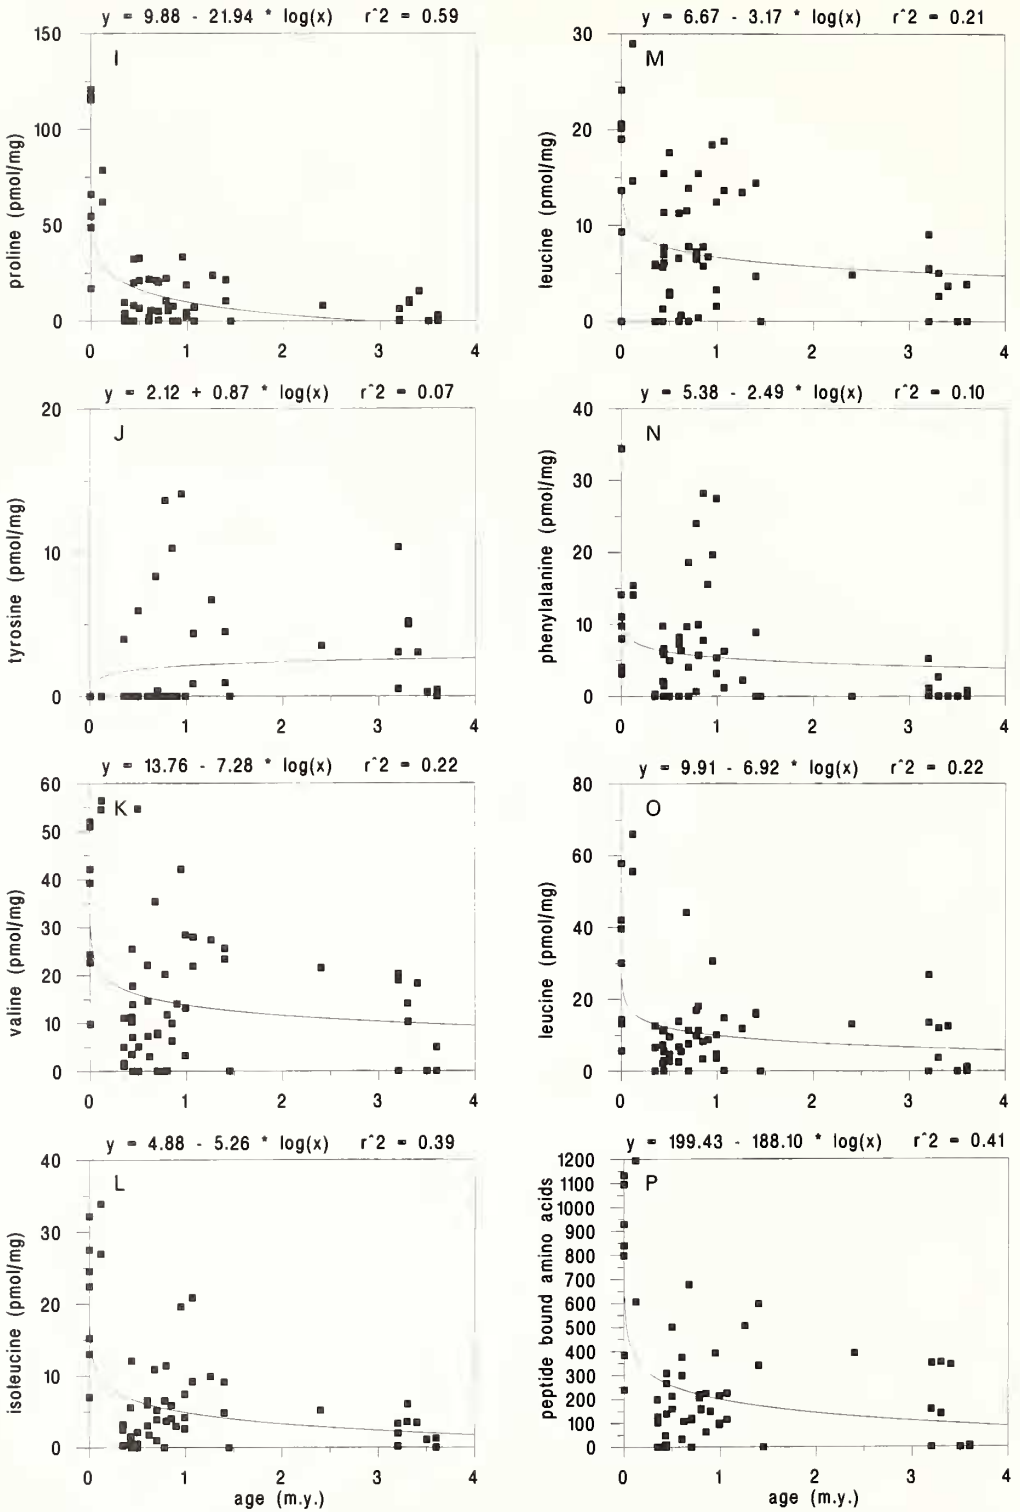 y = 9.88 - 21.94 * log(x) r^2 = 0.59
150
100
50
0
I
proline (pmol/mg)
0 1 2 3 4
y = 6.67 - 3.17 * log(x) r^2 = 0.21
30
20
10
0
M
leucine (pmol/mg)
0 1 2 3 4
y = 2.12 + 0.87 * log(x) r^2 = 0.07
20
10
0
J
tyrosine (pmol/mg)
0 1 2 3 4
y = 5.38 - 2.49 * log(x) r^2 = 0.10
40
30
20
10
0
N
phenylalanine (pmol/mg)
0 1 2 3 4
y = 13.76 - 7.28 * log(x) r^2 = 0.22
60
50
40
30
20
10
0
K
valine (pmol/mg)
0 1 2 3 4
y = 9.91 - 6.92 * log(x) r^2 = 0.22
80
60
40
20
0
O
leucine (pmol/mg)
0 1 2 3 4
y = 4.88 - 5.26 * log(x) r^2 = 0.39
40
30
20
10
0
L
isoleucine (pmol/mg)
0 1 2 3 4
age (m.y.)
y = 199.43 - 188.10 * log(x) r^2 = 0.41
1200
1100
1000
900
800
700
600
500
400
300
200
100
0
P
peptide bound amino acids
0 1 2 3 4
age (m.y.)